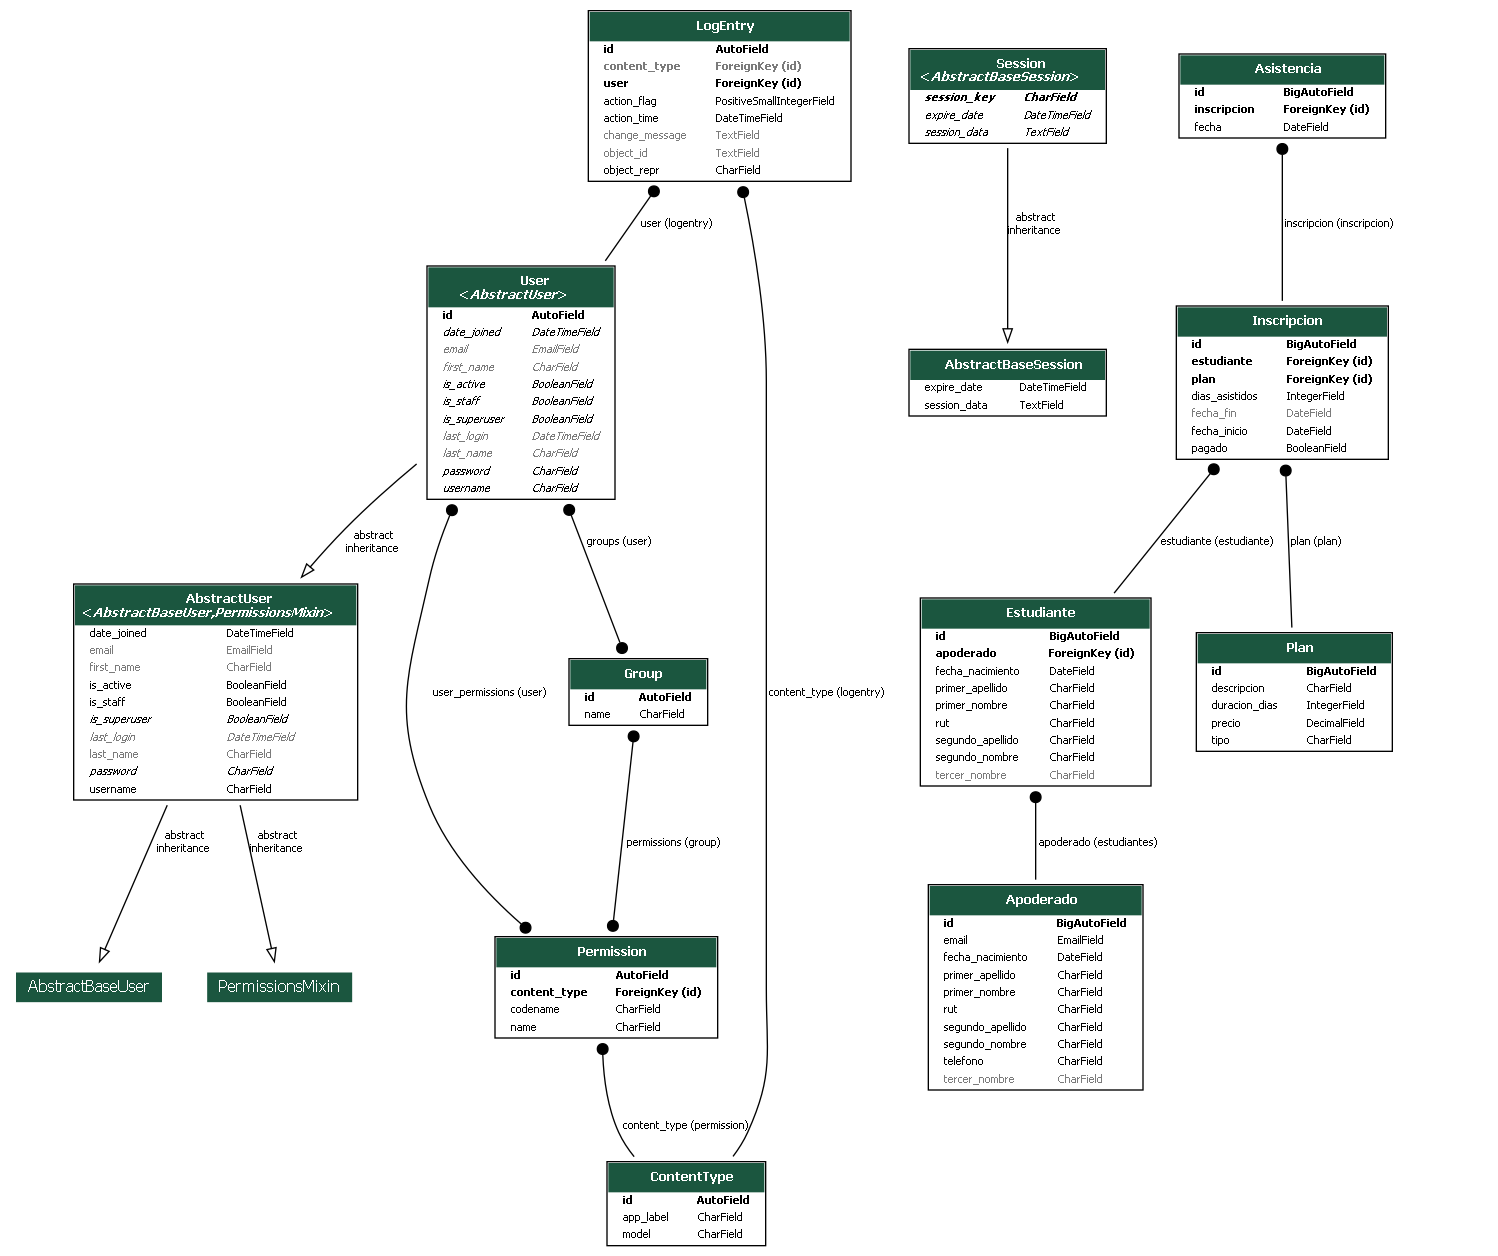 LogEntry
id AutoField
content_type ForeignKey (id)
user ForeignKey (id)
action_flag PositiveSmallIntegerField
action_time DateTimeField
change_message TextField
object_id TextField
object_repr CharField
user (logentry)
Session
<AbstractBaseSession>
session_key CharField
expire_date DateTimeField
session_data TextField
abstract
inheritance
AbstractBaseSession
expire_date DateTimeField
session_data TextField
Asistencia
id BigAutoField
inscripcion ForeignKey (id)
fecha DateField
inscripcion (inscripcion)
Inscripcion
id BigAutoField
estudiante ForeignKey (id)
plan ForeignKey (id)
dias_asistidos IntegerField
fecha_fin DateField
fecha_inicio DateField
pagado BooleanField
estudiante (estudiante)
plan (plan)
User
<AbstractUser>
id AutoField
date_joined DateTimeField
email EmailField
first_name CharField
is_active BooleanField
is_staff BooleanField
is_superuser BooleanField
last_login DateTimeField
last_name CharField
password CharField
username CharField
abstract
inheritance
groups (user)
AbstractUser
<AbstractBaseUser,PermissionsMixin>
date_joined DateTimeField
email EmailField
first_name CharField
is_active BooleanField
is_staff BooleanField
is_superuser BooleanField
last_login DateTimeField
last_name CharField
password CharField
username CharField
abstract
inheritance
abstract
inheritance
AbstractBaseUser
PermissionsMixin
user_permissions (user)
Group
id AutoField
name CharField
permissions (group)
content_type (logentry)
Permission
id AutoField
content_type ForeignKey (id)
codename CharField
name CharField
content_type (permission)
ContentType
id AutoField
app_label CharField
model CharField
Estudiante
id BigAutoField
apoderado ForeignKey (id)
fecha_nacimiento DateField
primer_apellido CharField
primer_nombre CharField
rut CharField
segundo_apellido CharField
segundo_nombre CharField
tercer_nombre CharField
apoderado (estudiantes)
Plan
id BigAutoField
descripcion CharField
duracion_dias IntegerField
precio DecimalField
tipo CharField
Apoderado
id BigAutoField
email EmailField
fecha_nacimiento DateField
primer_apellido CharField
primer_nombre CharField
rut CharField
segundo_apellido CharField
segundo_nombre CharField
telefono CharField
tercer_nombre CharField